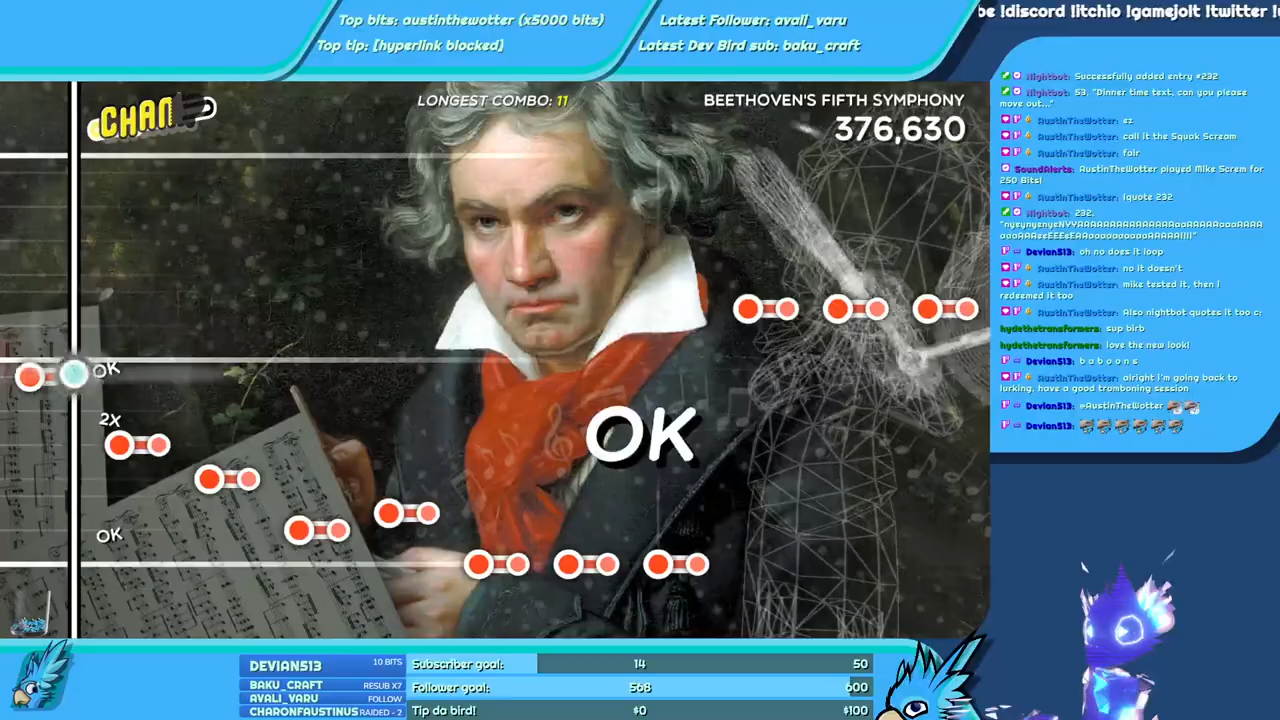 Top bits: austinthewotter (x5000 bits)
Latest Follower: avali_varu
be !discord !itchio !gamejolt !twitter
Top tip: [hyperlink blocked]
Latest Dev Bird sub: baku_craft
CHAN
LONGEST COMBO: 11
BEETHOVEN'S FIFTH SYMPHONY
376,630
OK
2X
OK
OK
Nightbot: Successfully added entry #232
Nightbot: 53. "Dinner time text, can you please
move out..."
AustinTheWotter: ez
AustinTheWotter: call it the Squak Scream
AustinTheWotter: fair
SoundAlerts: AustinTheWotter played Mike Screm for
250 Bits!
AustinTheWotter: !quote 232
Nightbot: 232.
Devian513: oh no does it loop
AustinTheWotter: no it doesn't
AustinTheWotter: mike tested it, then I
redeemed it too
AustinTheWotter: Also nightbot quotes it too c:
hydethetransformers: sup birb
hydethetransformers: love the new look!
Devian513: b a b o o n s
AustinTheWotter: alright I'm going back to
lurking, have a good tromboning session
Devian513: @AustinTheWotter
Devian513:
DEVIAN513 10 BITS
BAKU_CRAFT RESUB X7
AVALI_VARU FOLLOW
CHARONFAUSTINUS RAIDED - 2
Subscriber goal: 14 50
Follower goal: 568 600
Tip da bird! $0 $100